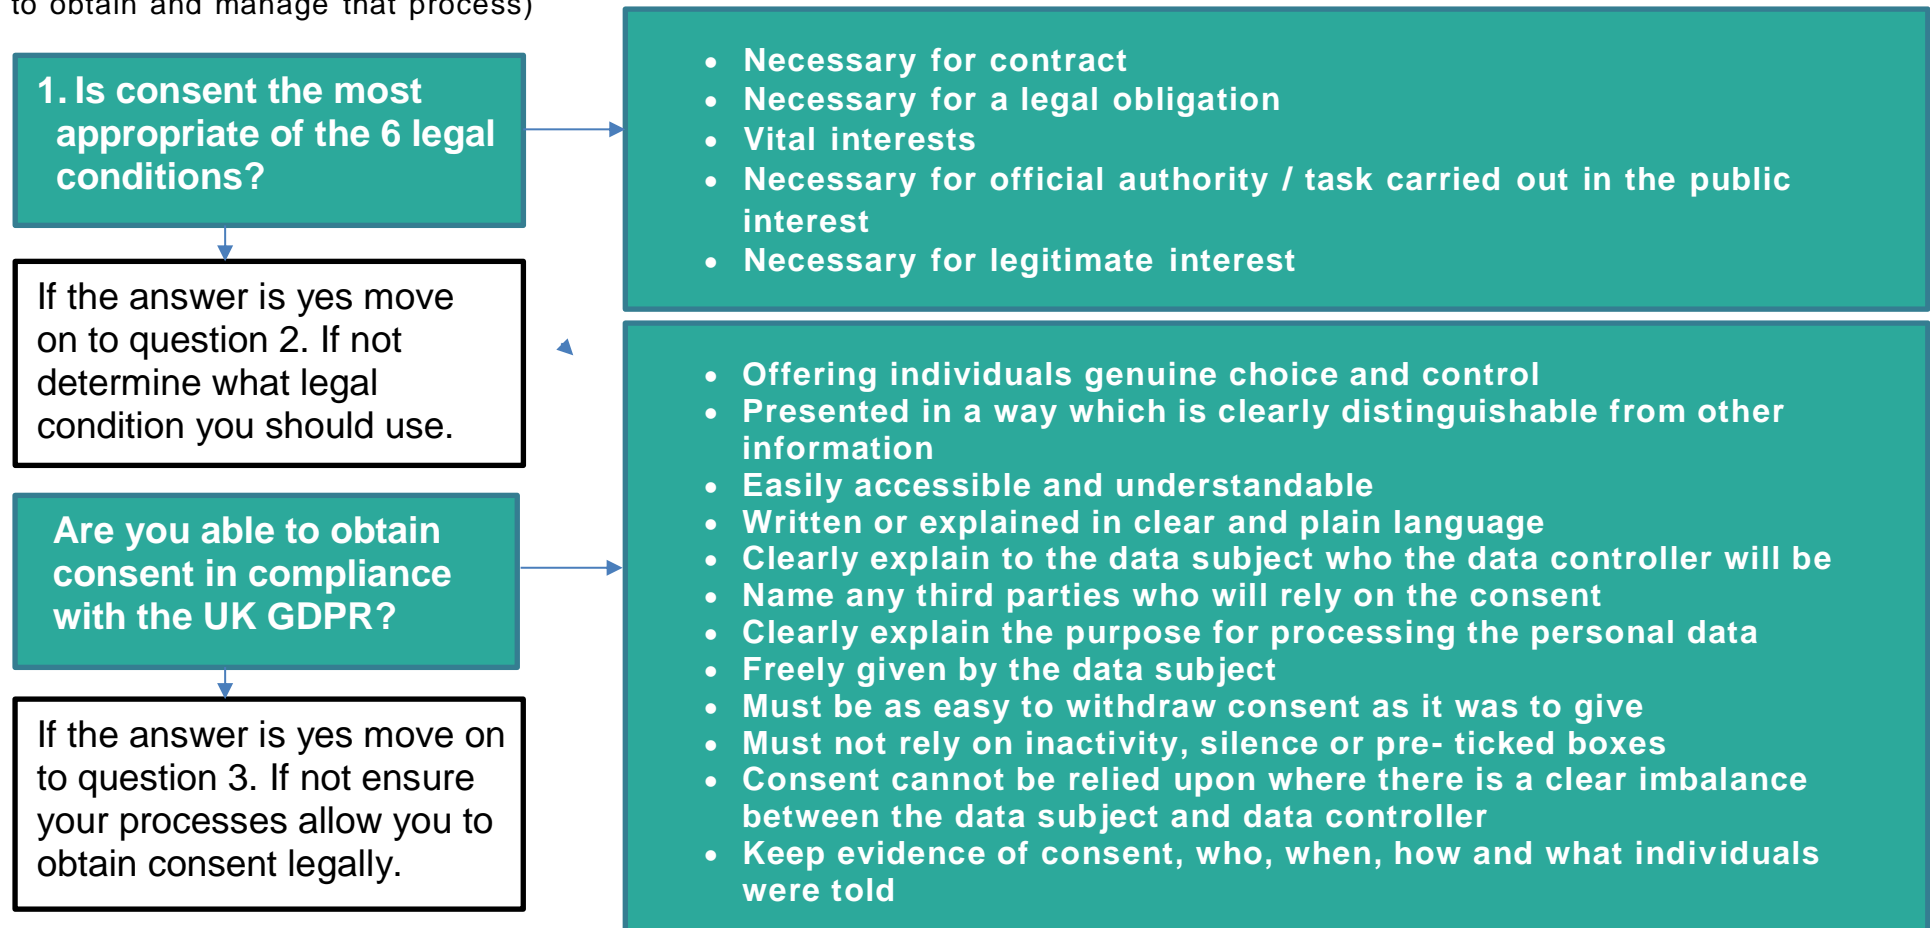 to obtain and manage that process)
1. Is consent the most
appropriate of the 6 legal
conditions?
• Necessary for contract
• Necessary for a legal obligation
• Vital interests
• Necessary for official authority / task carried out in the public
interest
• Necessary for legitimate interest
If the answer is yes move
on to question 2. If not
determine what legal
condition you should use.
Are you able to obtain
consent in compliance
with the UK GDPR?
• Offering individuals genuine choice and control
• Presented in a way which is clearly distinguishable from other
information
• Easily accessible and understandable
• Written or explained in clear and plain language
• Clearly explain to the data subject who the data controller will be
• Name any third parties who will rely on the consent
• Clearly explain the purpose for processing the personal data
• Freely given by the data subject
• Must be as easy to withdraw consent as it was to give
• Must not rely on inactivity, silence or pre- ticked boxes
• Consent cannot be relied upon where there is a clear imbalance
between the data subject and data controller
• Keep evidence of consent, who, when, how and what individuals
were told
If the answer is yes move on
to question 3. If not ensure
your processes allow you to
obtain consent legally.